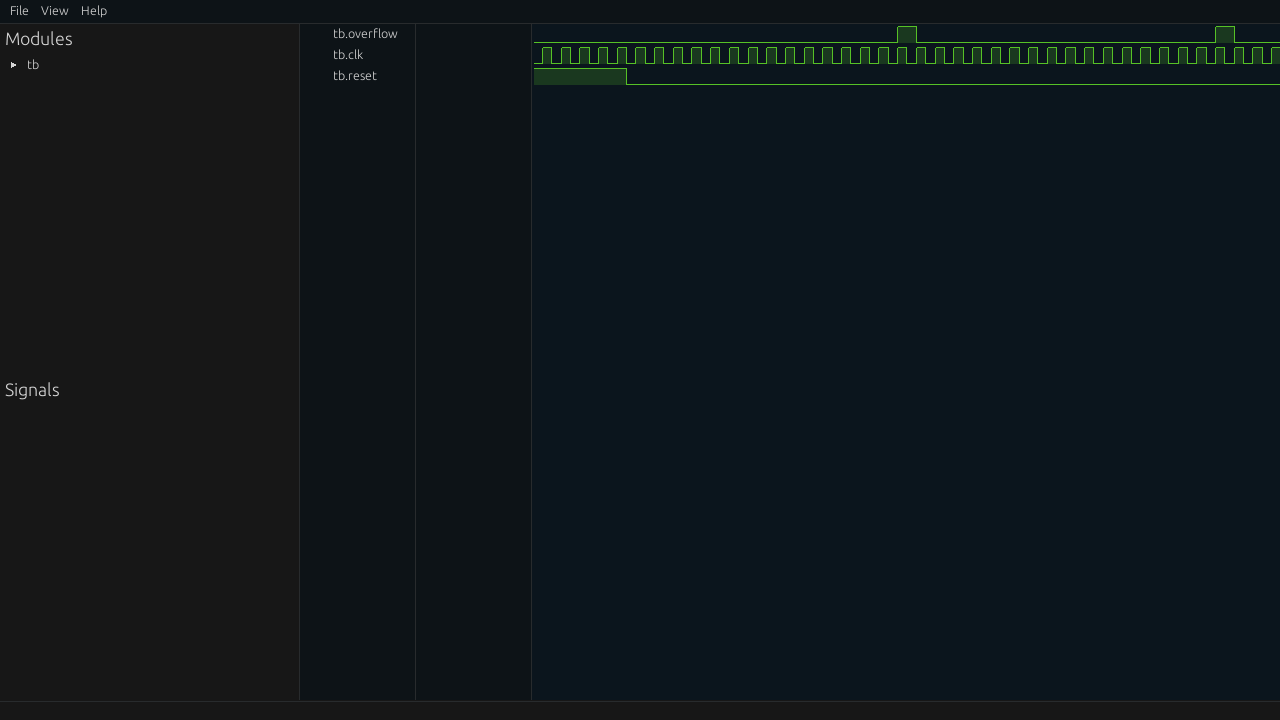 File View Help
Modules
tb
Signals
tb.overflow
tb.clk
tb.reset